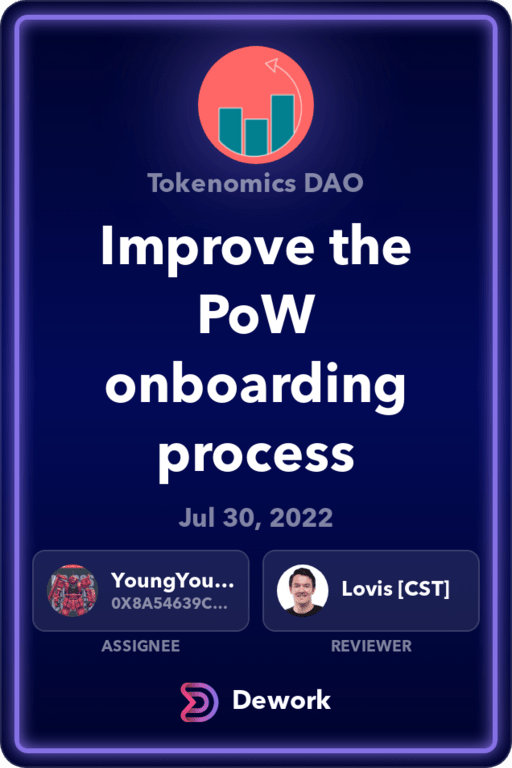 Tokenomics DAO
Improve the
PoW
onboarding
process
Jul 30, 2022
YoungYou...
0X8A54639C...
Lovis [CST]
ASSIGNEE
REVIEWER
Dework